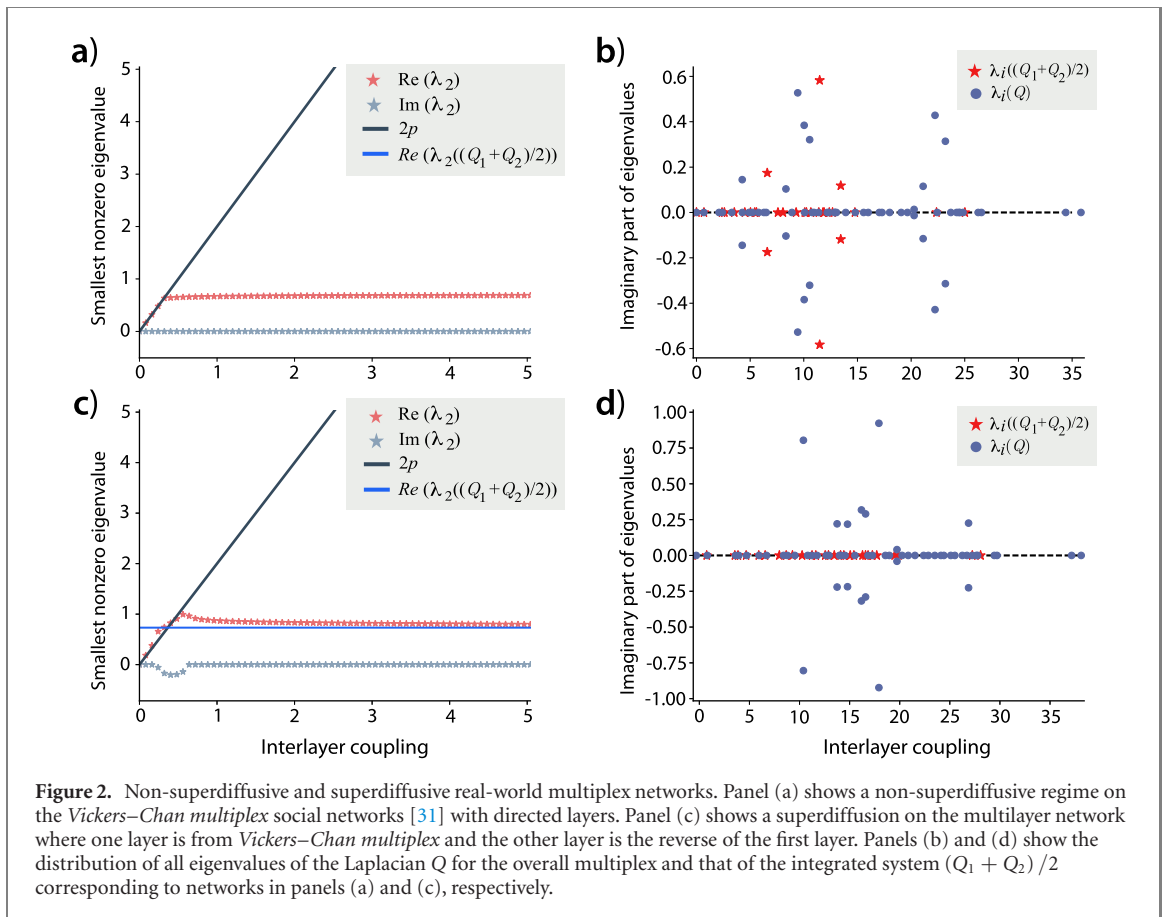 a)
Smallest nonzero eigenvalue
5
4
3
2
1
0
0 1 2 3 4 5
Re (λ2)
Im (λ2)
2p
Re (λ2((Q1+Q2)/2))
b)
Imaginary part of eigenvalues
0.6
0.4
0.2
0.0
-0.2
-0.4
-0.6
0 5 10 15 20 25 30 35
λi((Q1+Q2)/2)
λi(Q)
c)
Smallest nonzero eigenvalue
5
4
3
2
1
0
0 1 2 3 4 5
Interlayer coupling
Re (λ2)
Im (λ2)
2p
Re (λ2((Q1+Q2)/2))
d)
Imaginary part of eigenvalues
1.00
0.75
0.50
0.25
0.00
-0.25
-0.50
-0.75
-1.00
0 5 10 15 20 25 30 35
Interlayer coupling
λi((Q1+Q2)/2)
λi(Q)
Figure 2. Non-superdiffusive and superdiffusive real-world multiplex networks. Panel (a) shows a non-superdiffusive regime on
the Vickers–Chan multiplex social networks [31] with directed layers. Panel (c) shows a superdiffusion on the multilayer network
where one layer is from Vickers–Chan multiplex and the other layer is the reverse of the first layer. Panels (b) and (d) show the
distribution of all eigenvalues of the Laplacian Q for the overall multiplex and that of the integrated system (Q1 + Q2) /2
corresponding to networks in panels (a) and (c), respectively.